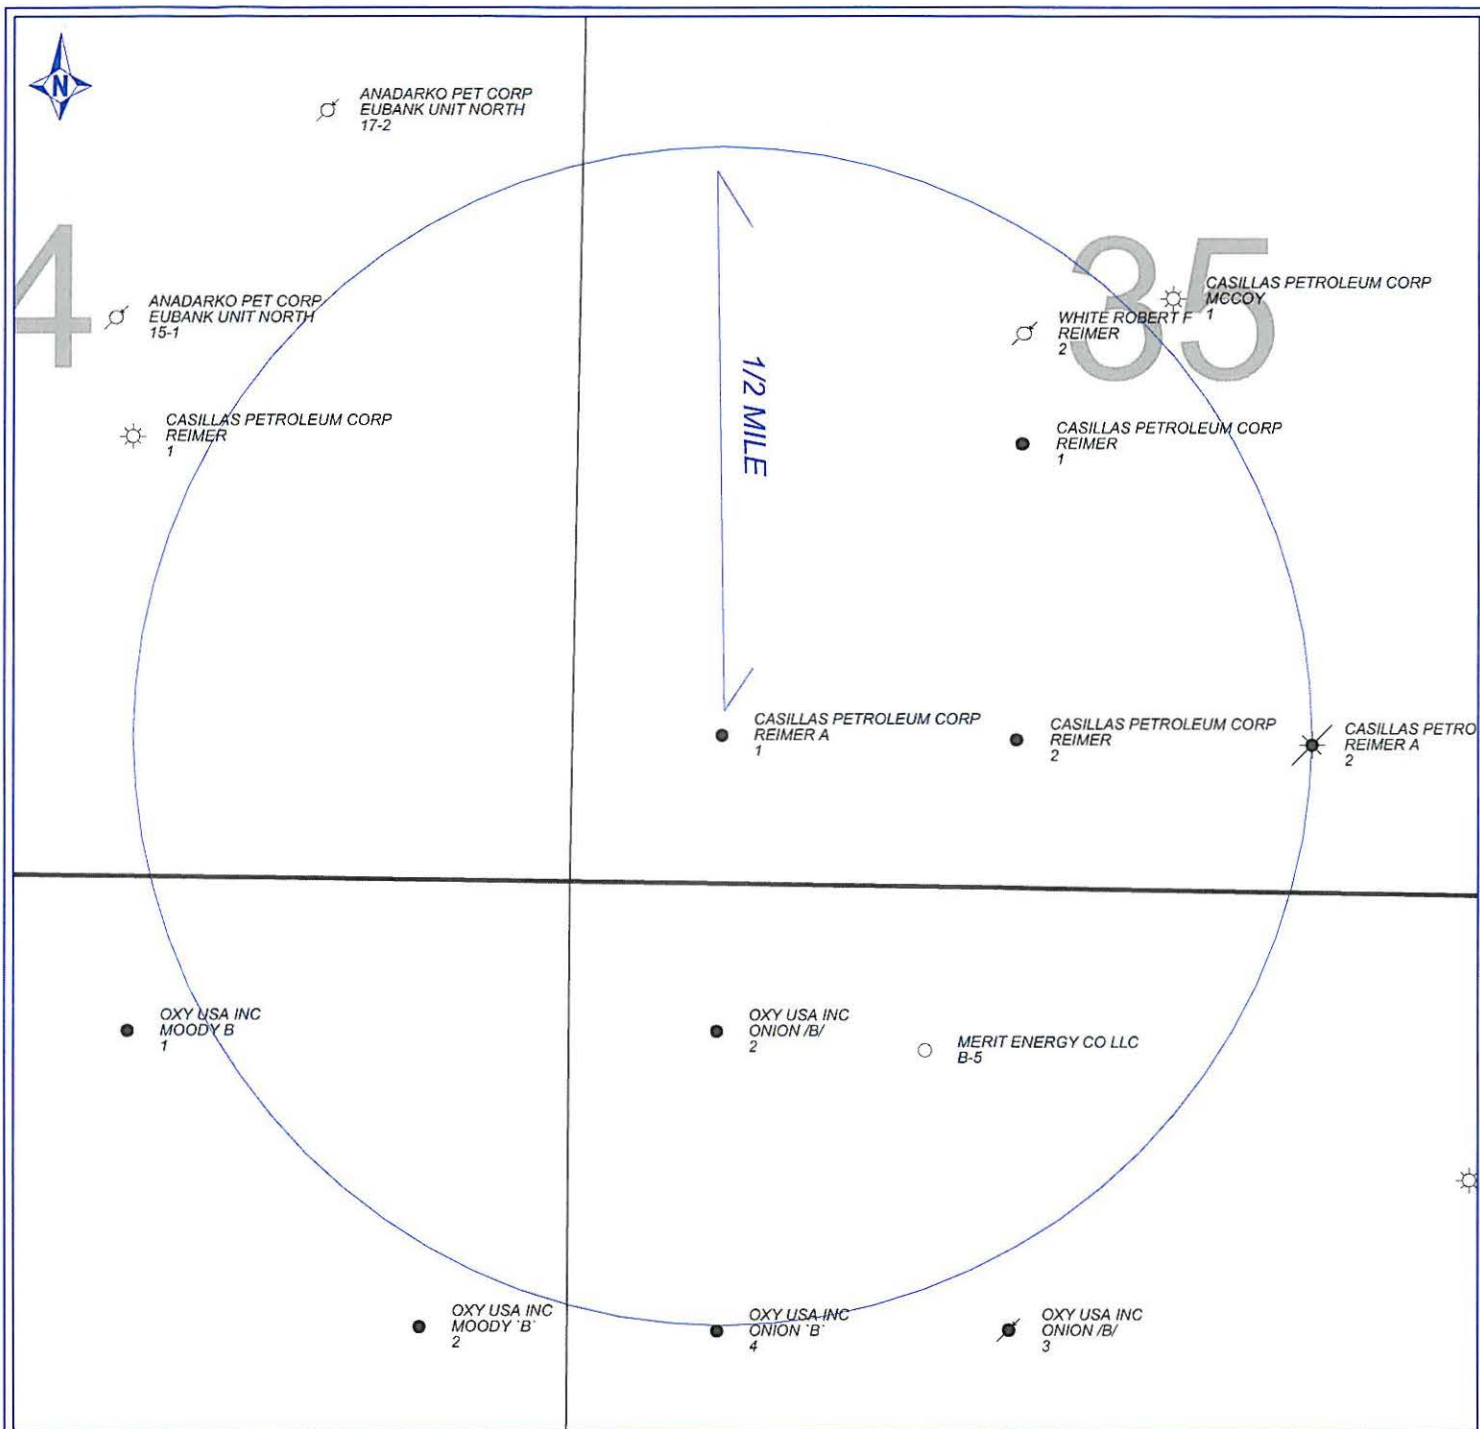 N
ANADARKO PET CORP
EUBANK UNIT NORTH
17-2
4
35
ANADARKO PET CORP
EUBANK UNIT NORTH
15-1
CASILLAS PETROLEUM CORP
MCCOY
1
WHITE ROBERT F
REIMER
2
1/2 MILE
CASILLAS PETROLEUM CORP
REIMER
1
CASILLAS PETROLEUM CORP
REIMER
1
CASILLAS PETROLEUM CORP
REIMER A
1
CASILLAS PETROLEUM CORP
REIMER
2
CASILLAS PETRO
REIMER A
2
OXY USA INC
MOODY B
1
OXY USA INC
ONION /B/
2
MERIT ENERGY CO LLC
B-5
OXY USA INC
MOODY 'B'
2
OXY USA INC
ONION 'B'
4
OXY USA INC
ONION /B/
3